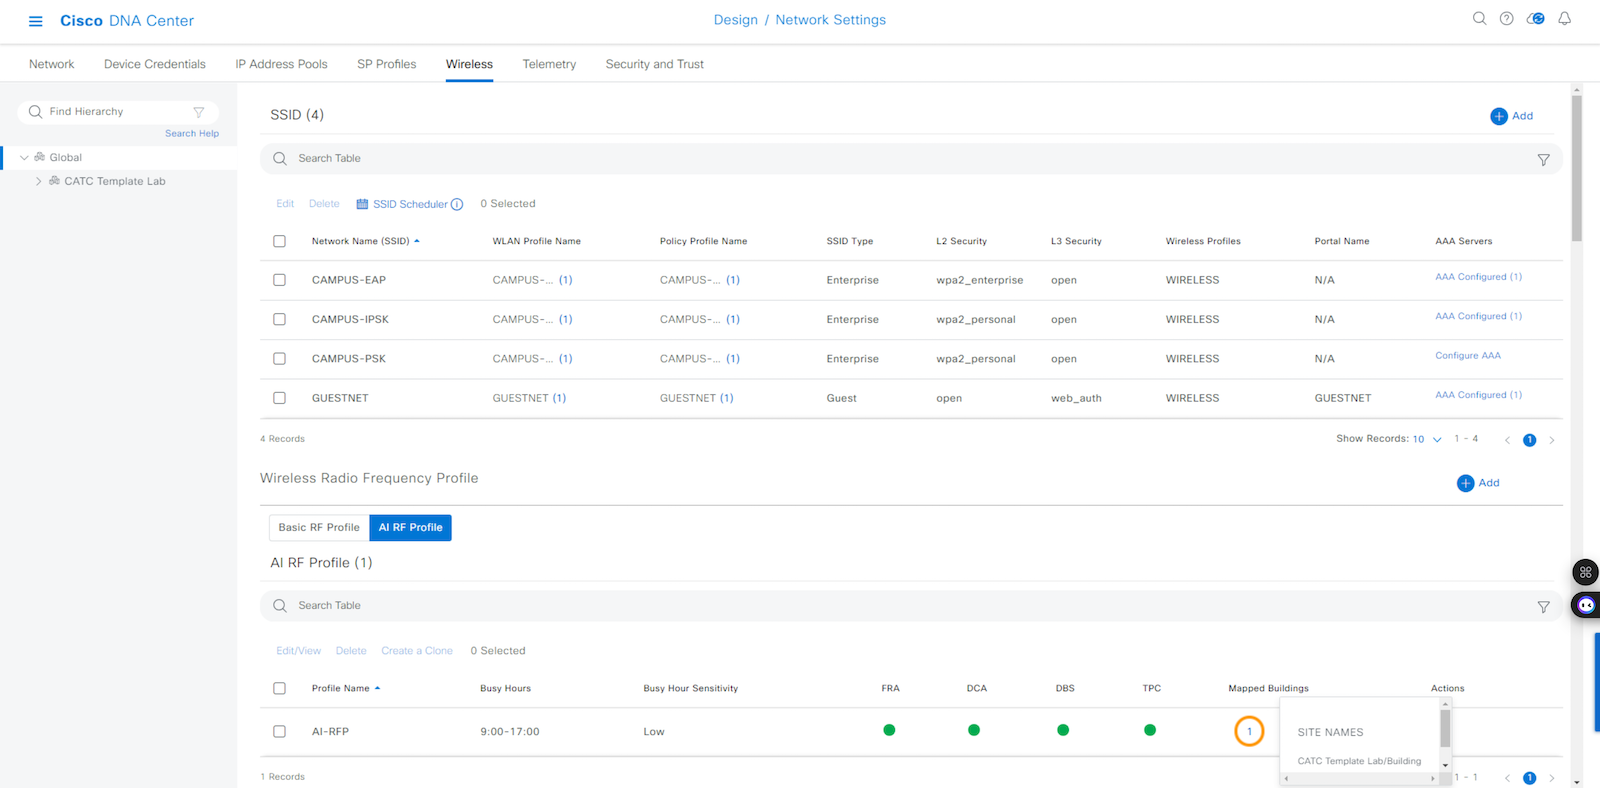 Cisco DNA Center
Design / Network Settings
Network Device Credentials IP Address Pools SP Profiles Wireless Telemetry Security and Trust
Find Hierarchy
Search Help
Global
CATC Template Lab
SSID (4)
Add
Search Table
Edit Delete SSID Scheduler 0 Selected
Network Name (SSID) WLAN Profile Name Policy Profile Name SSID Type L2 Security L3 Security Wireless Profiles Portal Name AAA Servers
CAMPUS-EAP CAMPUS-... (1) CAMPUS-... (1) Enterprise wpa2_enterprise open WIRELESS N/A AAA Configured (1)
CAMPUS-IPSK CAMPUS-... (1) CAMPUS-... (1) Enterprise wpa2_personal open WIRELESS N/A AAA Configured (1)
CAMPUS-PSK CAMPUS-... (1) CAMPUS-... (1) Enterprise wpa2_personal open WIRELESS N/A Configure AAA
GUESTNET GUESTNET (1) GUESTNET (1) Guest open web_auth WIRELESS GUESTNET AAA Configured (1)
4 Records Show Records: 10 1 - 4 1
Wireless Radio Frequency Profile
Add
Basic RF Profile AI RF Profile
AI RF Profile (1)
Search Table
Edit/View Delete Create a Clone 0 Selected
Profile Name Busy Hours Busy Hour Sensitivity FRA DCA DBS TPC Mapped Buildings Actions
AI-RFP 9:00-17:00 Low 1
SITE NAMES
CATC Template Lab/Building
1 Records 1 - 1 1